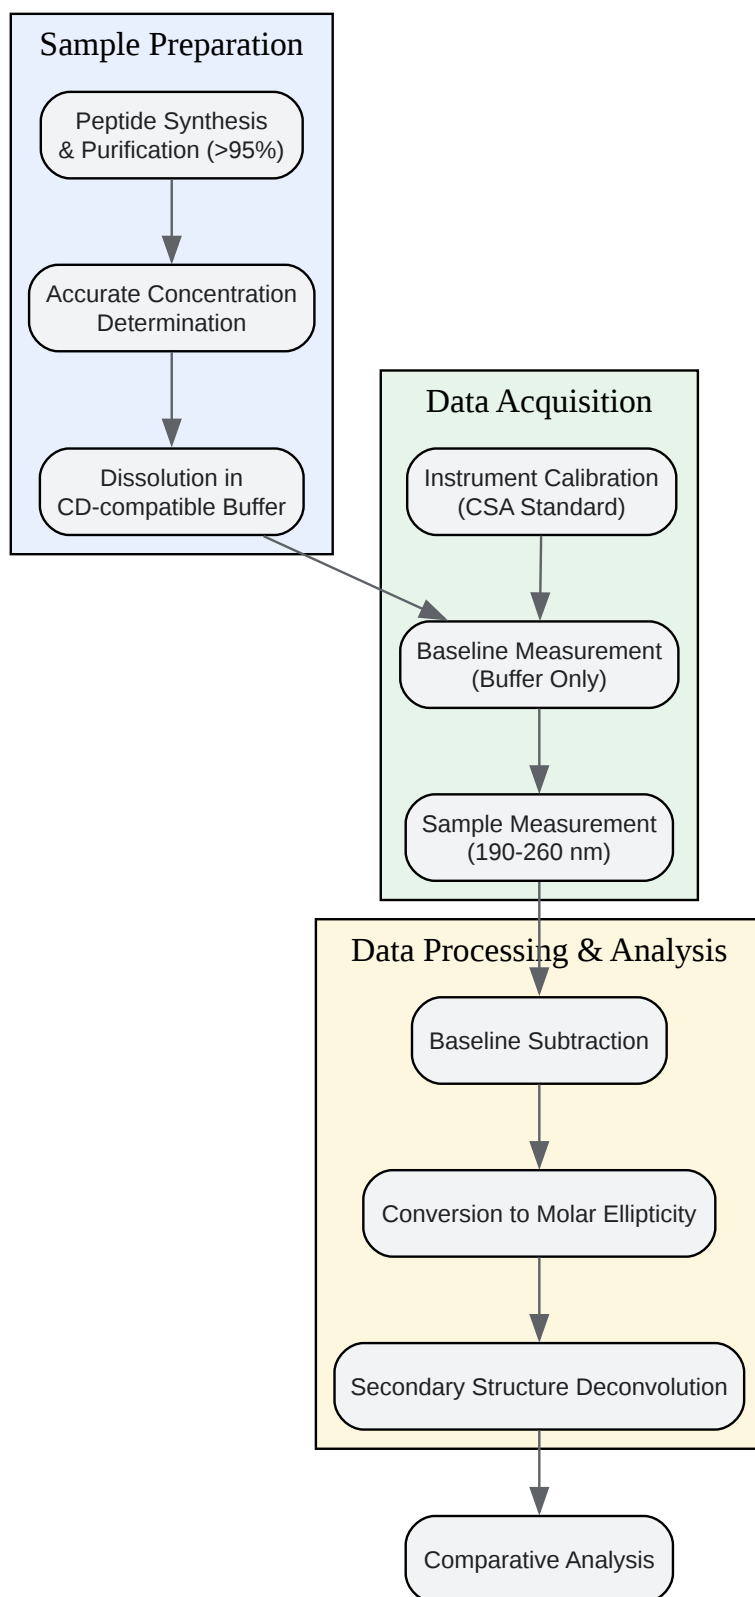 Sample Preparation
Peptide Synthesis
& Purification (>95%)
Accurate Concentration
Determination
Dissolution in
CD-compatible Buffer
Data Acquisition
Instrument Calibration
(CSA Standard)
Baseline Measurement
(Buffer Only)
Sample Measurement
(190-260 nm)
Data Processing & Analysis
Baseline Subtraction
Conversion to Molar Ellipticity
Secondary Structure Deconvolution
Comparative Analysis